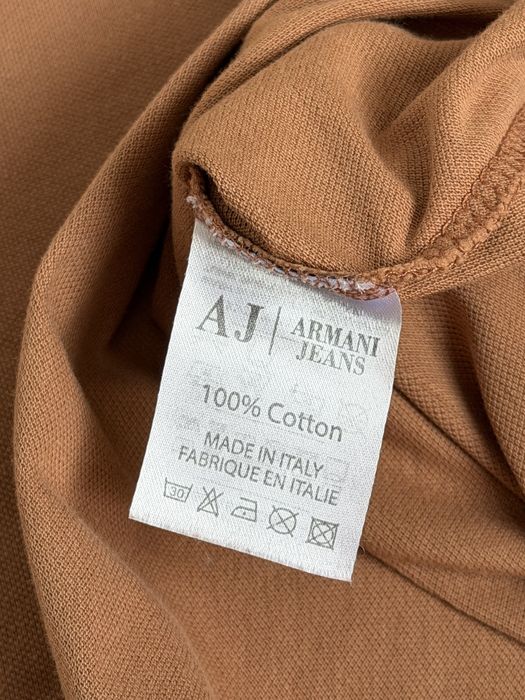 AJ | ARMANI
JEANS
100% Cotton
MADE IN ITALY
FABRIQUE EN ITALIE
30